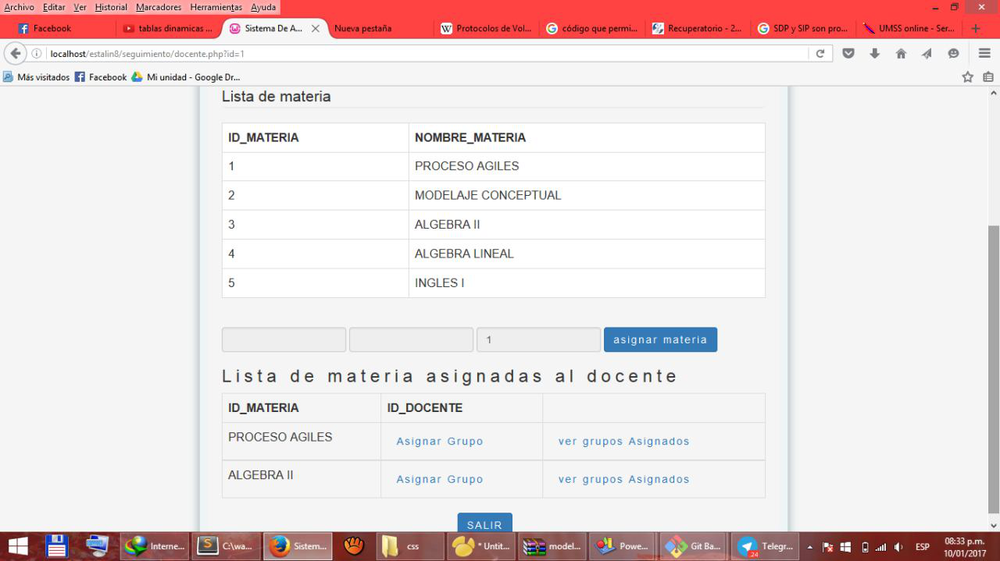 Archivo Editar Ver Historial Marcadores Herramientas Ayuda
Facebook tablas dinamicas ... Sistema De A... Nueva pestaña Protocolos de Vol... código que permi... Recuperatorio - 2... SDP y SIP son pro... UMSS online - Ser...
localhost/estalin8/seguimiento/docente.php?id=1
Más visitados Facebook Mi unidad - Google Dr...
Lista de materia
ID_MATERIA NOMBRE_MATERIA
1 PROCESO AGILES
2 MODELAJE CONCEPTUAL
3 ALGEBRA II
4 ALGEBRA LINEAL
5 INGLES I
1 asignar materia
Lista de materia asignadas al docente
ID_MATERIA ID_DOCENTE
PROCESO AGILES Asignar Grupo ver grupos Asignados
ALGEBRA II Asignar Grupo ver grupos Asignados
SALIR
Interne... C:\wa... Sistem... css * Untit... model... Powe... Git Ba... 24 Telegr... ESP 08:33 p.m.
10/01/2017